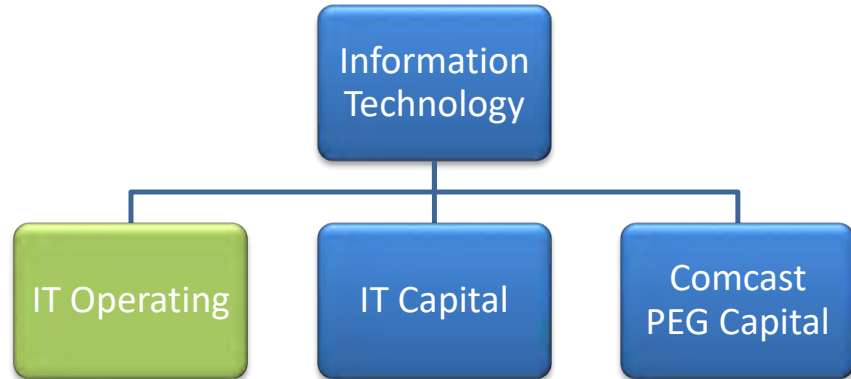 Information
Technology
IT Operating
IT Capital
Comcast
PEG Capital